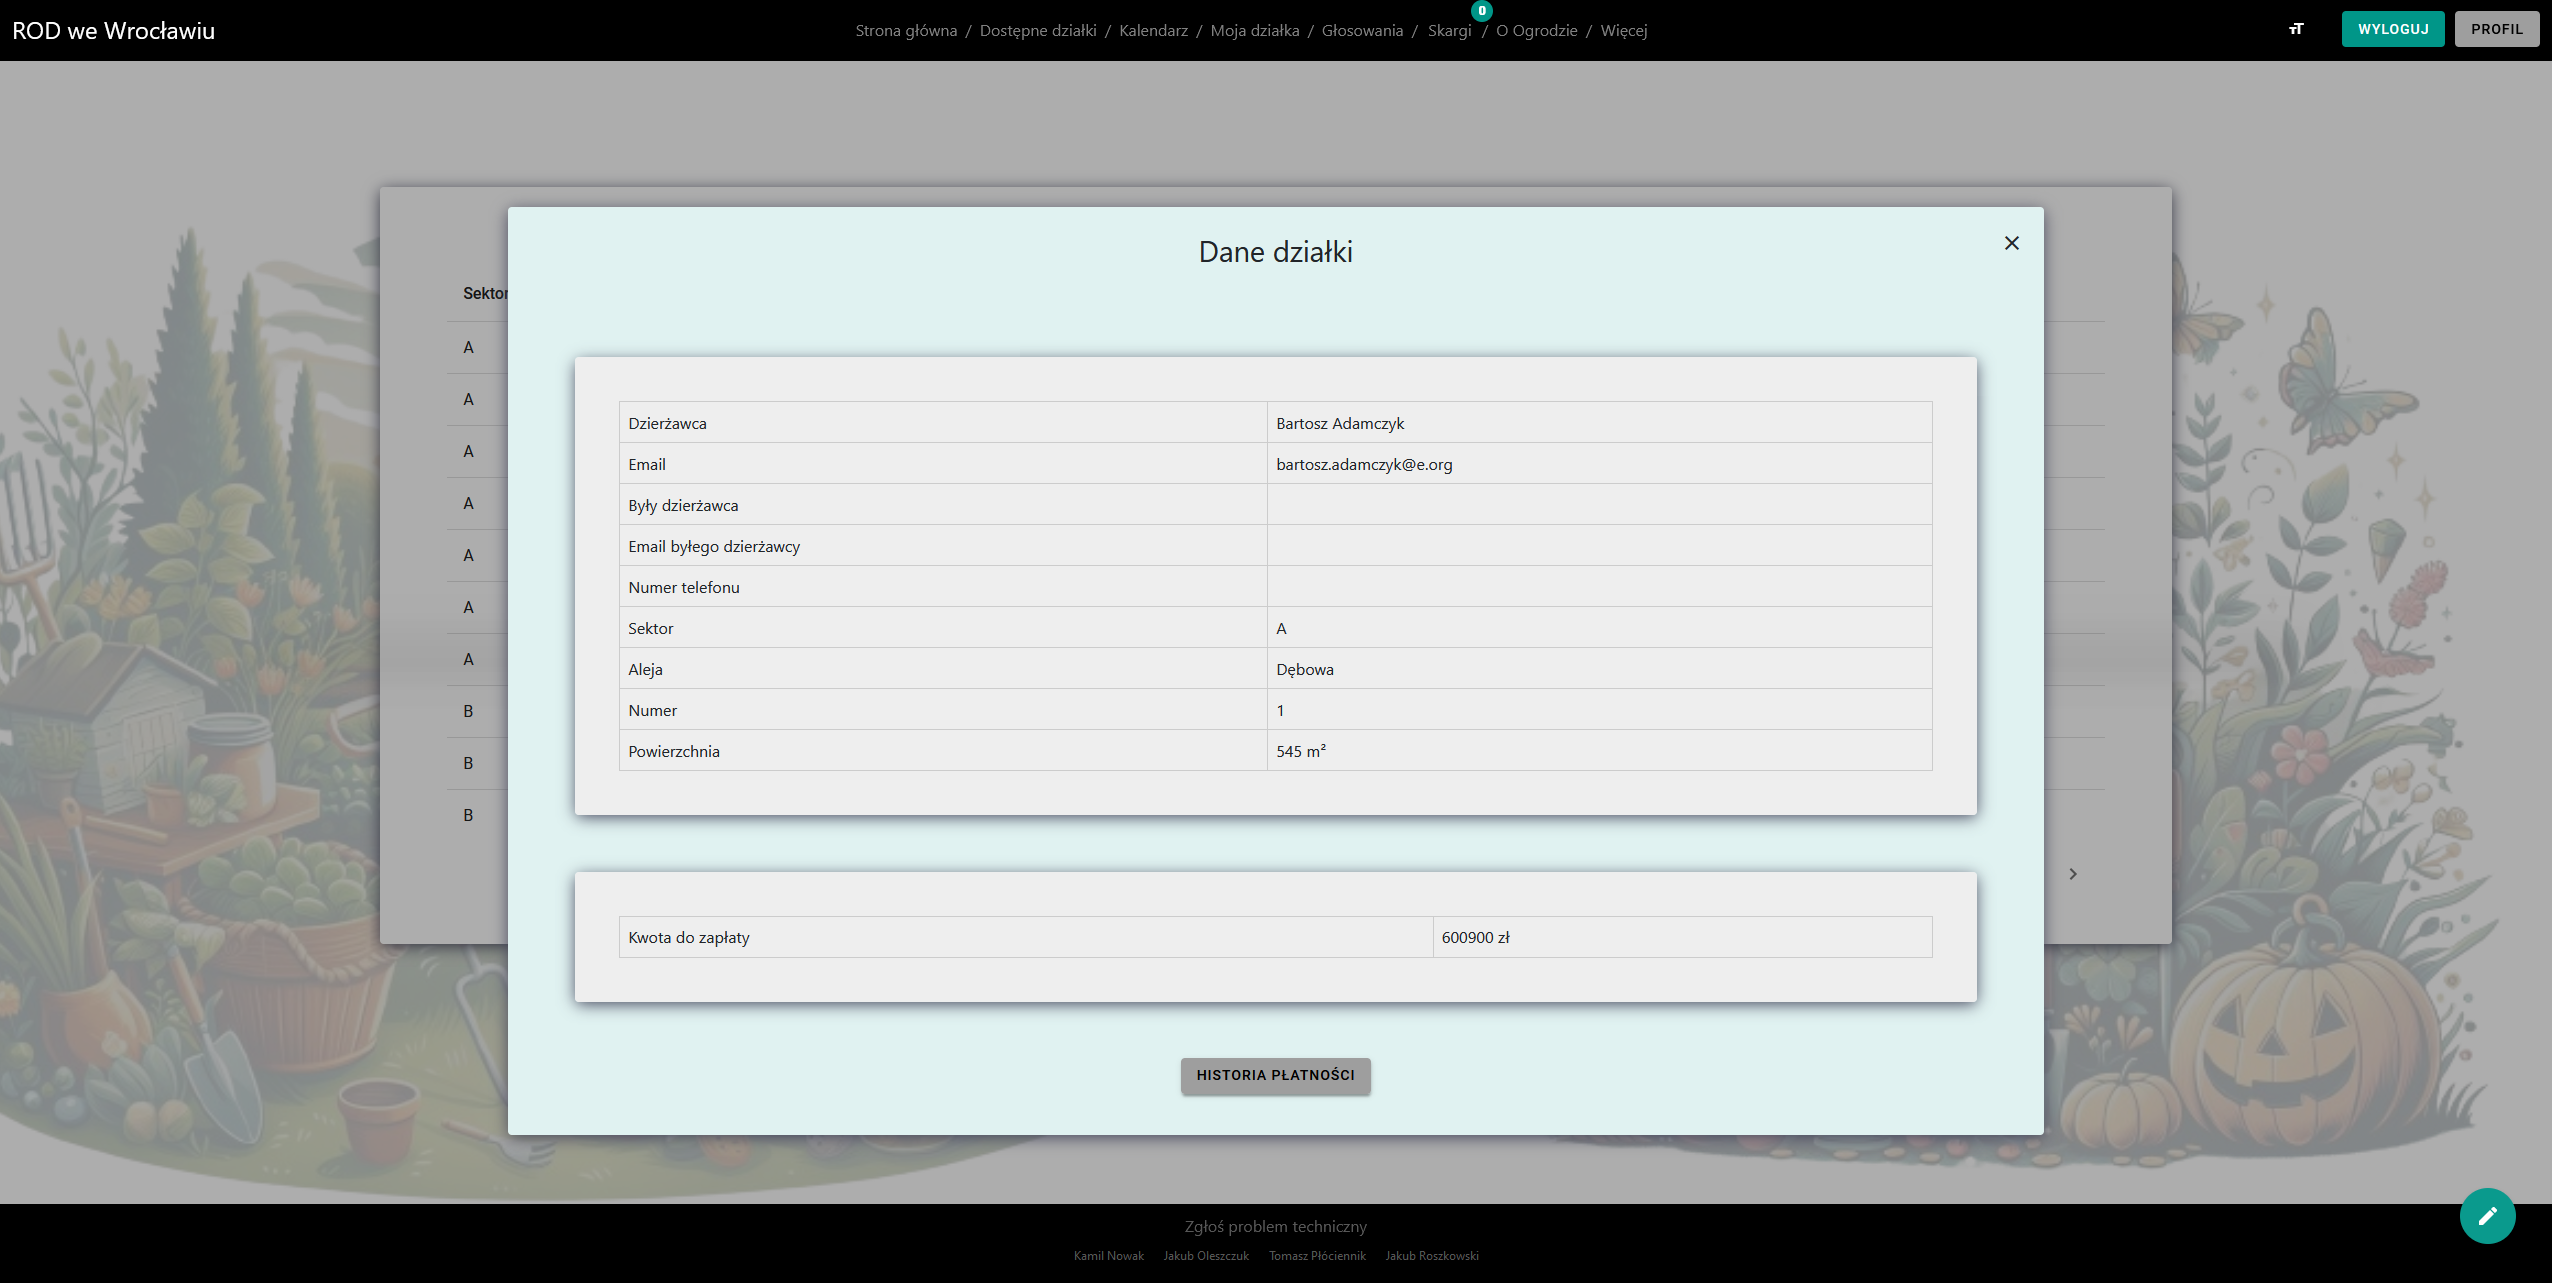 ROD we Wrocławiu
Strona główna / Dostępne działki / Kalendarz / Moja działka / Głosowania / Skargi 0 / O Ogrodzie / Więcej
WYLOGUJ
PROFIL
Dane działki
Sektor
A
A
A
A
A
A
A
B
B
B
Dzierżawca Bartosz Adamczyk
Email bartosz.adamczyk@e.org
Były dzierżawca
Email byłego dzierżawcy
Numer telefonu
Sektor A
Aleja Dębowa
Numer 1
Powierzchnia 545 m²
Kwota do zapłaty 600900 zł
HISTORIA PŁATNOŚCI
Zgłoś problem techniczny
Kamil Nowak Jakub Oleszczuk Tomasz Płóciennik Jakub Roszkowski